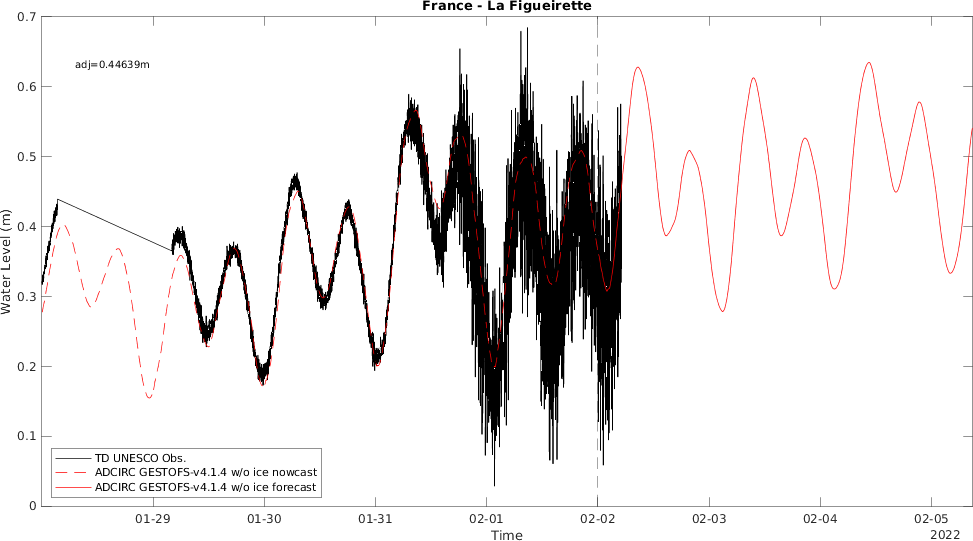 France - La Figueirette
adj=0.44639m
Water Level (m)
0.7
0.6
0.5
0.4
0.3
0.2
0.1
0
TD UNESCO Obs.
ADCIRC GESTOFS-v4.1.4 w/o ice nowcast
ADCIRC GESTOFS-v4.1.4 w/o ice forecast
01-29 01-30 01-31 02-01 02-02 02-03 02-04 02-05
Time
2022